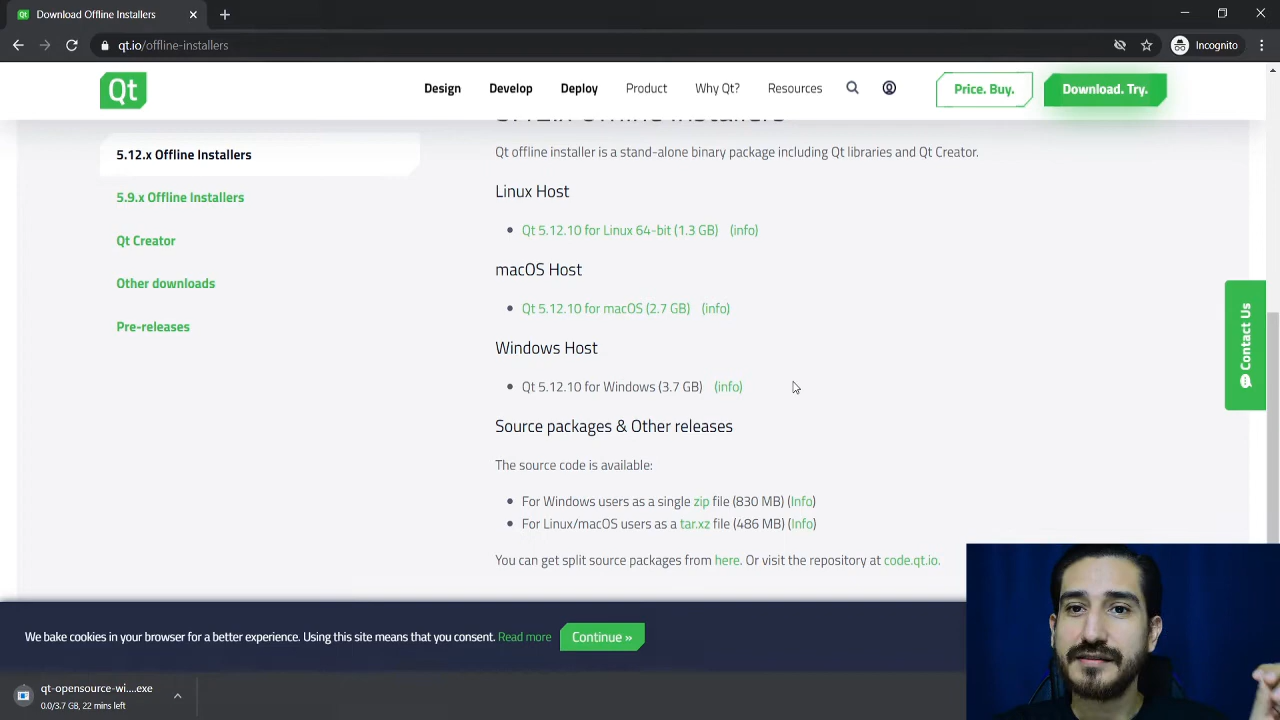 Download Offline Installers
qt.io/offline-installers
Incognito
Qt
Design
Develop
Deploy
Product
Why Qt?
Resources
Price. Buy.
Download. Try.
5.12.x Offline Installers
5.12.x Offline Installers
5.9.x Offline Installers
Qt Creator
Other downloads
Pre-releases
Qt offline installer is a stand-alone binary package including Qt libraries and Qt Creator.
Linux Host
Qt 5.12.10 for Linux 64-bit (1.3 GB) (info)
macOS Host
Qt 5.12.10 for macOS (2.7 GB) (info)
Windows Host
Qt 5.12.10 for Windows (3.7 GB) (info)
Source packages & Other releases
The source code is available:
For Windows users as a single zip file (830 MB) (Info)
For Linux/macOS users as a tar.xz file (486 MB) (Info)
You can get split source packages from here. Or visit the repository at code.qt.io.
Contact Us
We bake cookies in your browser for a better experience. Using this site means that you consent. Read more
Continue »
qt-opensource-wi....exe
0.0/3.7 GB, 22 mins left